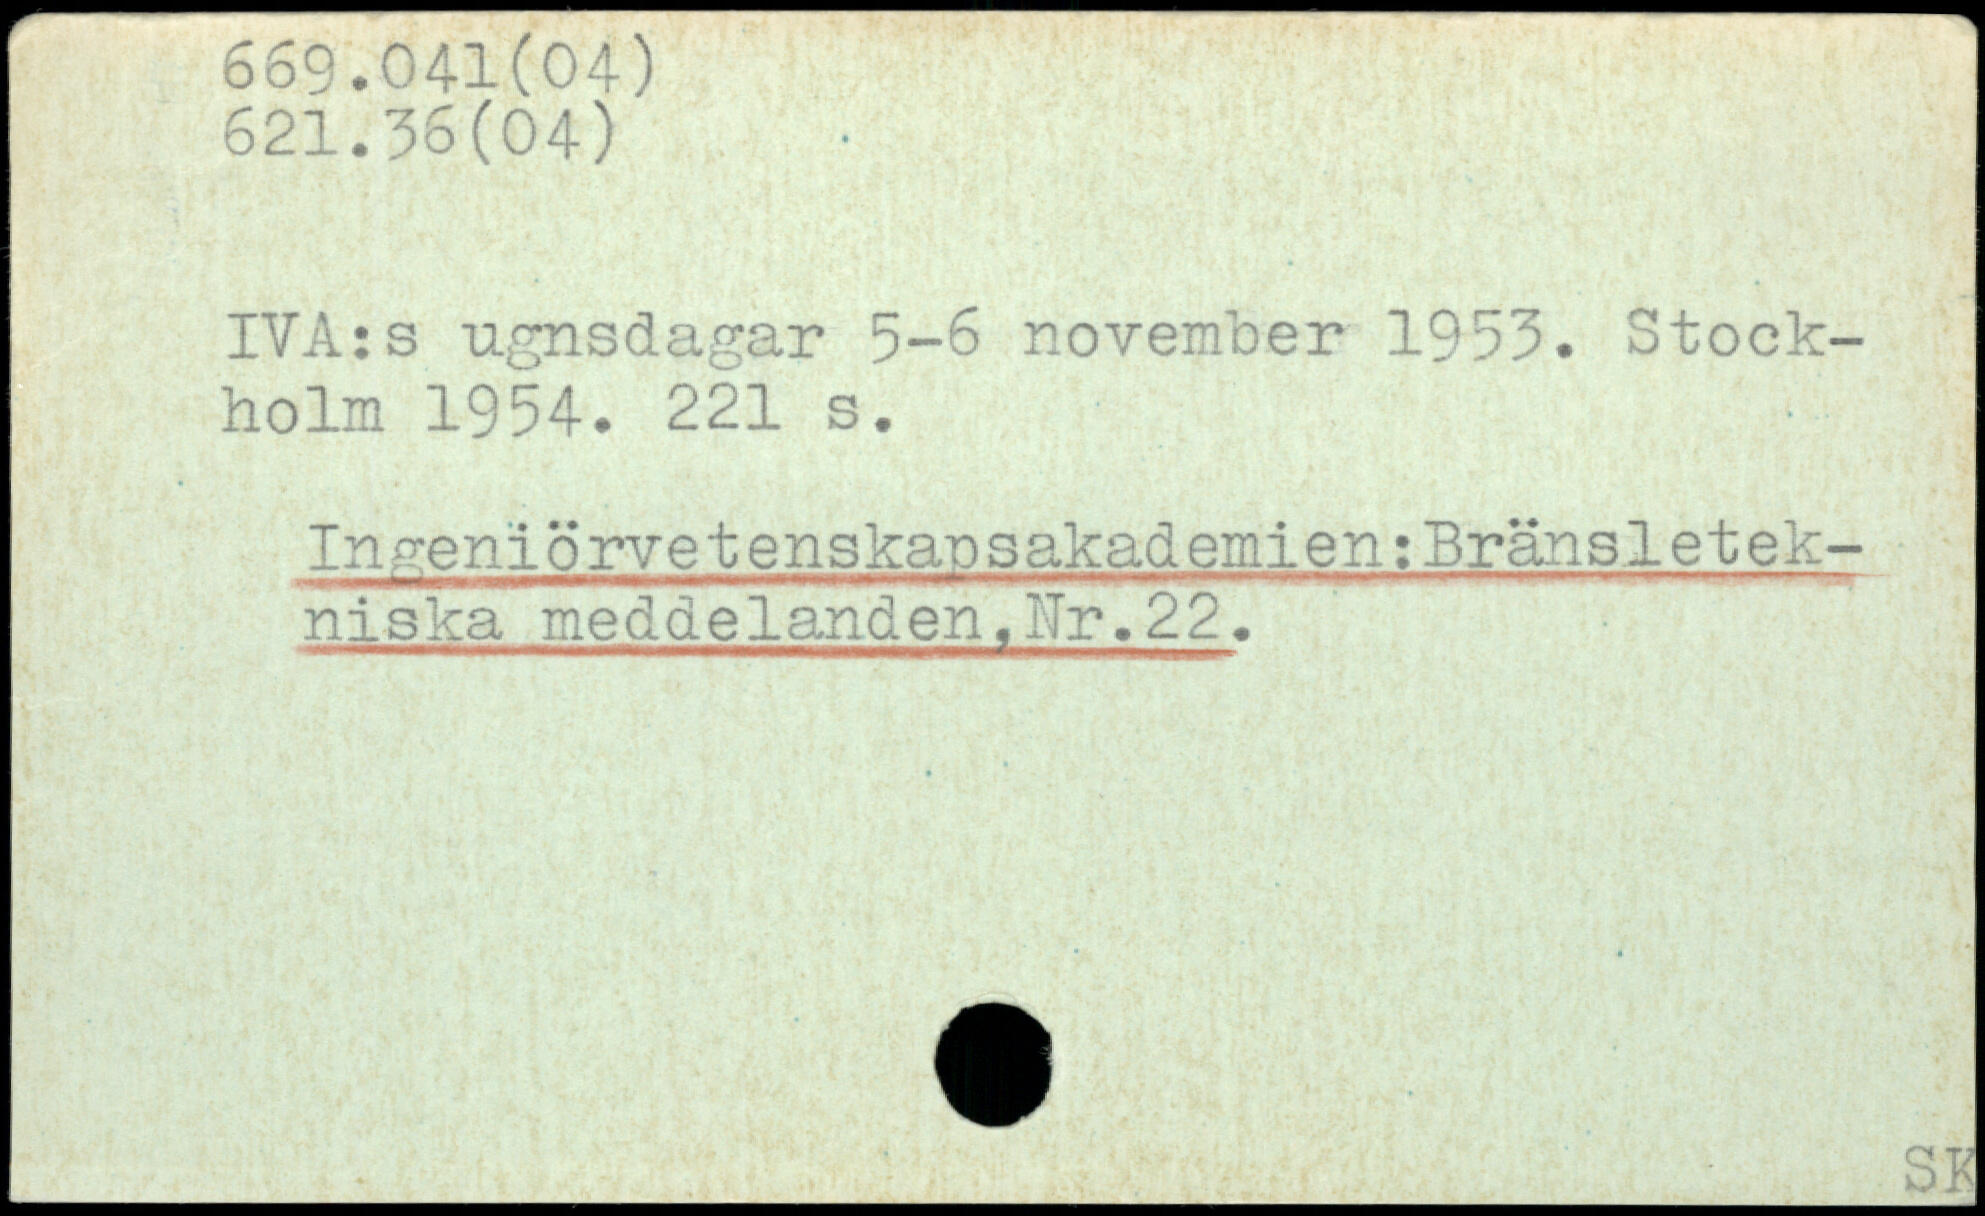 669.041(04)
621.36(04)
IVA:s ugnsdagar 5-6 november 1953. Stock-
holm 1954. 221 s.
Ingeniörvetenskapsakademien:Bränsletek-
niska meddelanden,Nr.22.
SK